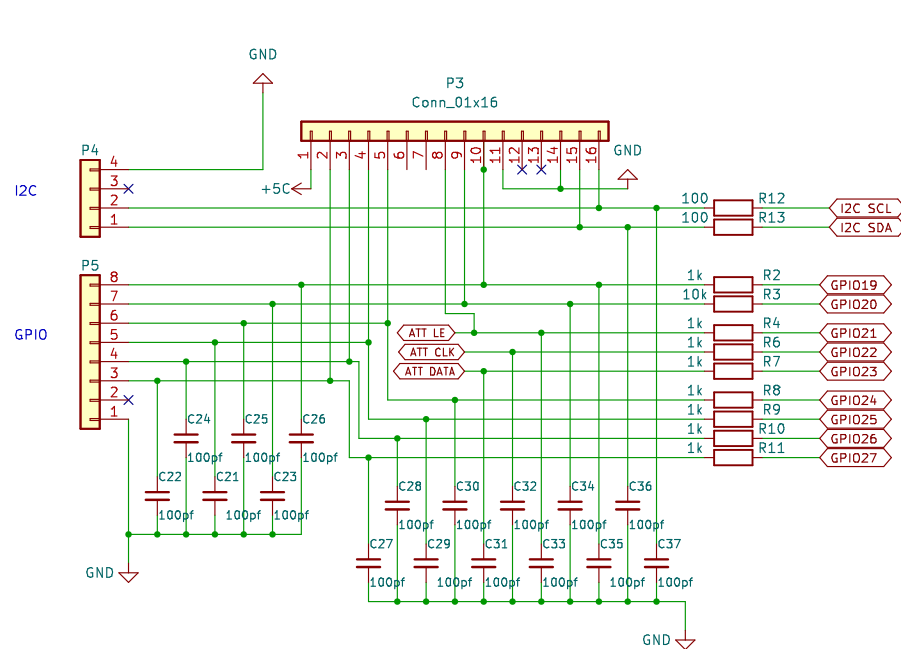 GND
P3
Conn_01x16
1 2 3 4 5 6 7 8 9 10 11 12 13 14 15 16
GND
+5C
P4
4
3
2
1
I2C
100 R12 I2C SCL
100 R13 I2C SDA
P5
8
7
6
5
4
3
2
1
GPIO
1k R2 GPIO19
10k R3 GPIO20
ATT LE 1k R4 GPIO21
ATT CLK 1k R6 GPIO22
ATT DATA 1k R7 GPIO23
1k R8 GPIO24
1k R9 GPIO25
1k R10 GPIO26
1k R11 GPIO27
C24 C25 C26
100pf 100pf 100pf
C22 C21 C23
100pf 100pf 100pf
GND
C28 C30 C32 C34 C36
100pf 100pf 100pf 100pf 100pf
C27 C29 C31 C33 C35 C37
100pf 100pf 100pf 100pf 100pf 100pf
GND